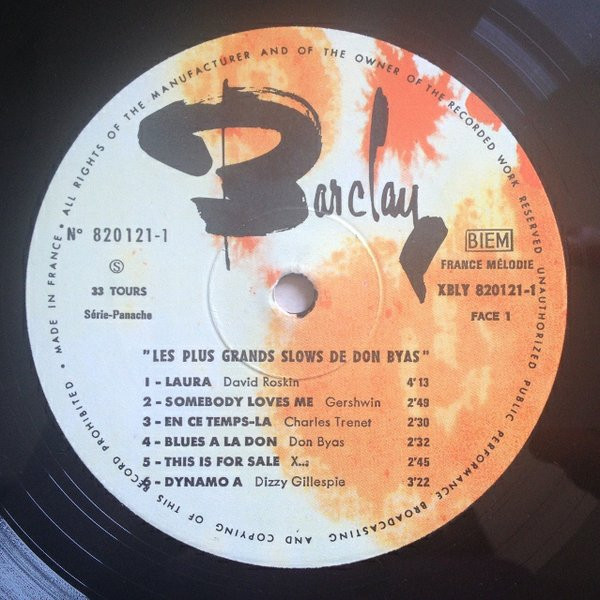 MADE IN FRANCE • ALL RIGHTS OF THE MANUFACTURER AND OF THE OWNER OF THE RECORDED WORK RESERVED UNAUTHORIZED PUBLIC PERFORMANCE BROADCASTING AND COPYING OF THIS RECORD PROHIBITED •
Barclay
N° 820121-1
S
33 TOURS
Série-Panache
BIEM
FRANCE MÉLODIE
XBLY 820121-1
FACE 1
"LES PLUS GRANDS SLOWS DE DON BYAS"
1 - LAURA David Roskin 4'13
2 - SOMEBODY LOVES ME - Gershwin 2'49
3 - EN CE TEMPS-LA - Charles Trenet 2'30
4 - BLUES A LA DON - Don Byas 2'32
5 - THIS IS FOR SALE - X... 2'45
6 - DYNAMO A - Dizzy Gillespie 3'22